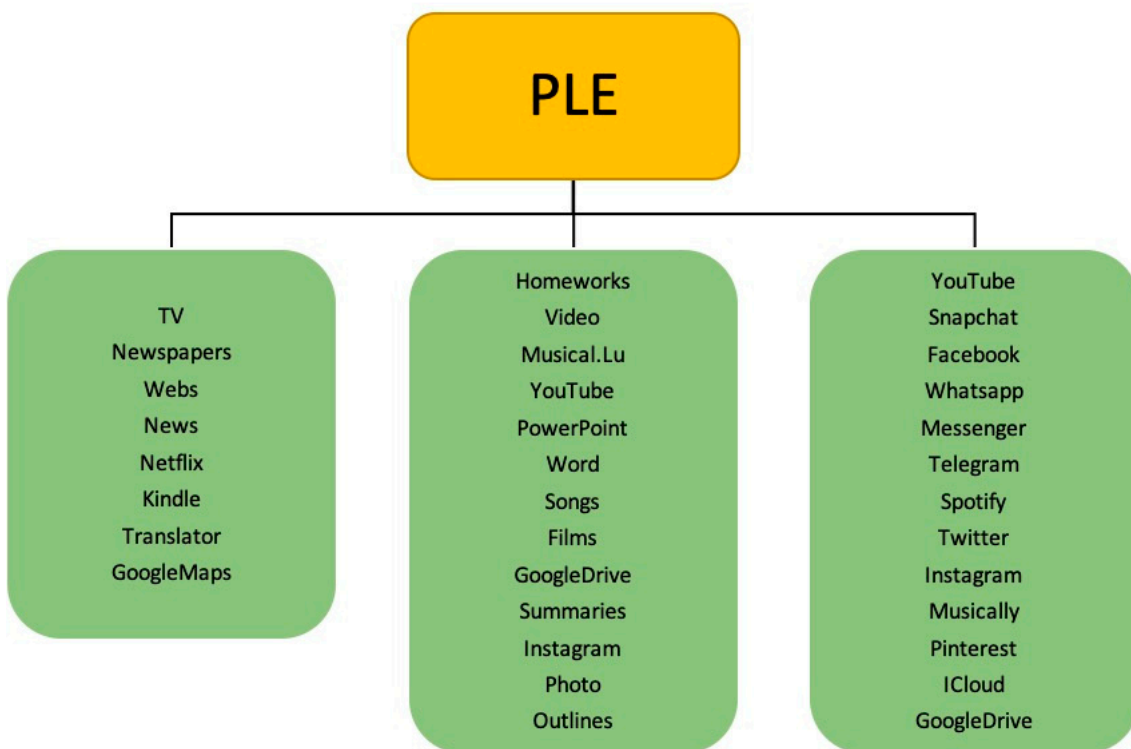 PLE
TV
Newspapers
Webs
News
Netflix
Kindle
Translator
GoogleMaps
Homeworks
Video
Musical.Lu
YouTube
PowerPoint
Word
Songs
Films
GoogleDrive
Summaries
Instagram
Photo
Outlines
YouTube
Snapchat
Facebook
Whatsapp
Messenger
Telegram
Spotify
Twitter
Instagram
Musically
Pinterest
ICloud
GoogleDrive